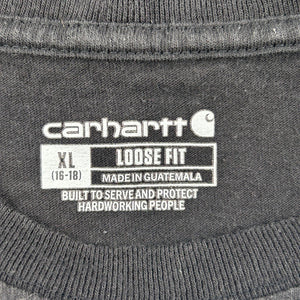 carhartt
XL LOOSE FIT
(16-18) MADE IN GUATEMALA
BUILT TO SERVE AND PROTECT
HARDWORKING PEOPLE